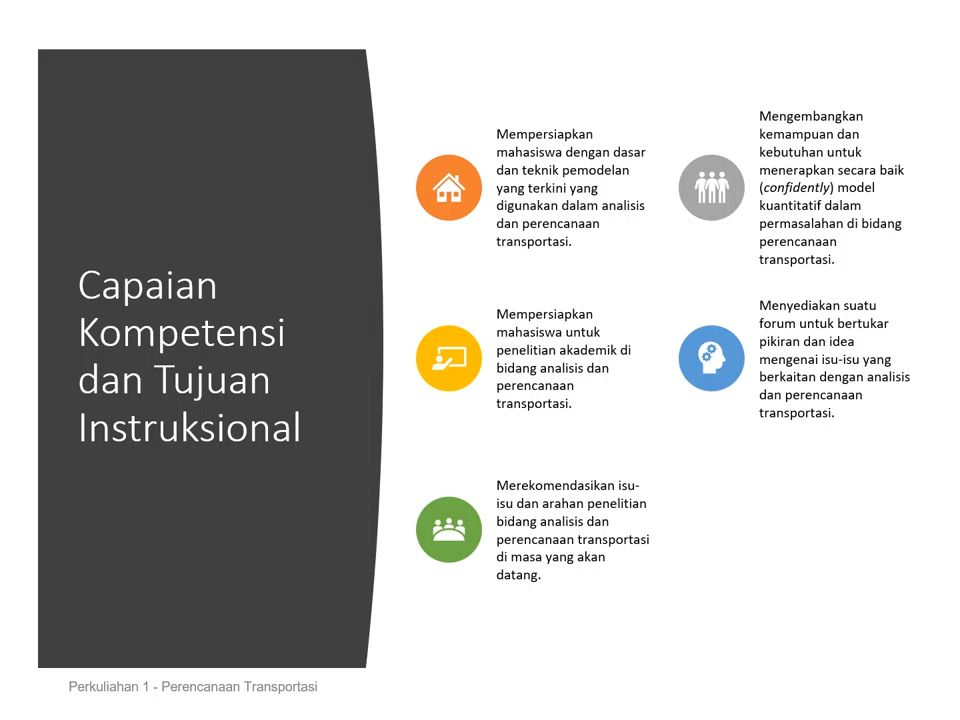 Capaian
Kompetensi
dan Tujuan
Instruksional
Mempersiapkan
mahasiswa dengan dasar
dan teknik pemodelan
yang terkini yang
digunakan dalam analisis
dan perencanaan
transportasi.
Mengembangkan
kemampuan dan
kebutuhan untuk
menerapkan secara baik
(confidently) model
kuantitatif dalam
permasalahan di bidang
perencanaan
transportasi.
Mempersiapkan
mahasiswa untuk
penelitian akademik di
bidang analisis dan
perencanaan
transportasi.
Menyediakan suatu
forum untuk bertukar
pikiran dan idea
mengenai isu-isu yang
berkaitan dengan analisis
dan perencanaan
transportasi.
Merekomendasikan isu-
isu dan arahan penelitian
bidang analisis dan
perencanaan transportasi
di masa yang akan
datang.
Perkuliahan 1 - Perencanaan Transportasi